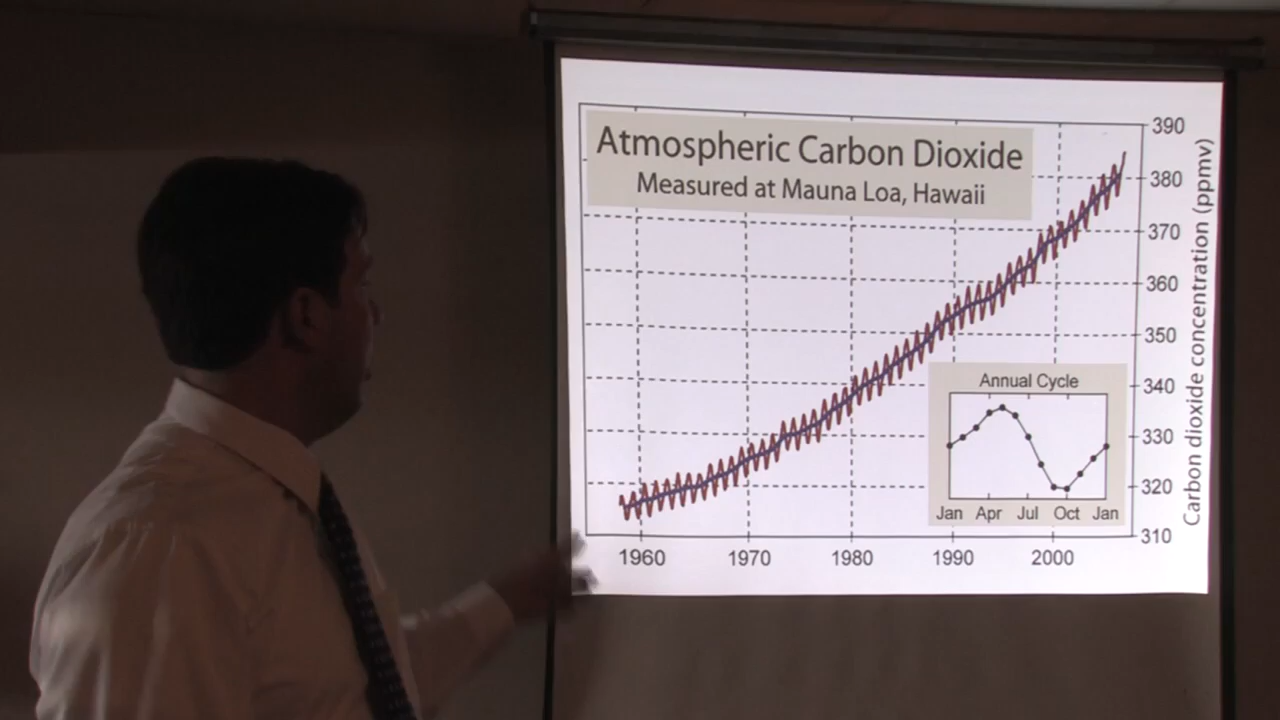 Atmospheric Carbon Dioxide
Measured at Mauna Loa, Hawaii
390
380
370
360
350
340
330
320
310
Carbon dioxide concentration (ppmv)
Annual Cycle
Jan Apr Jul Oct Jan
1960 1970 1980 1990 2000